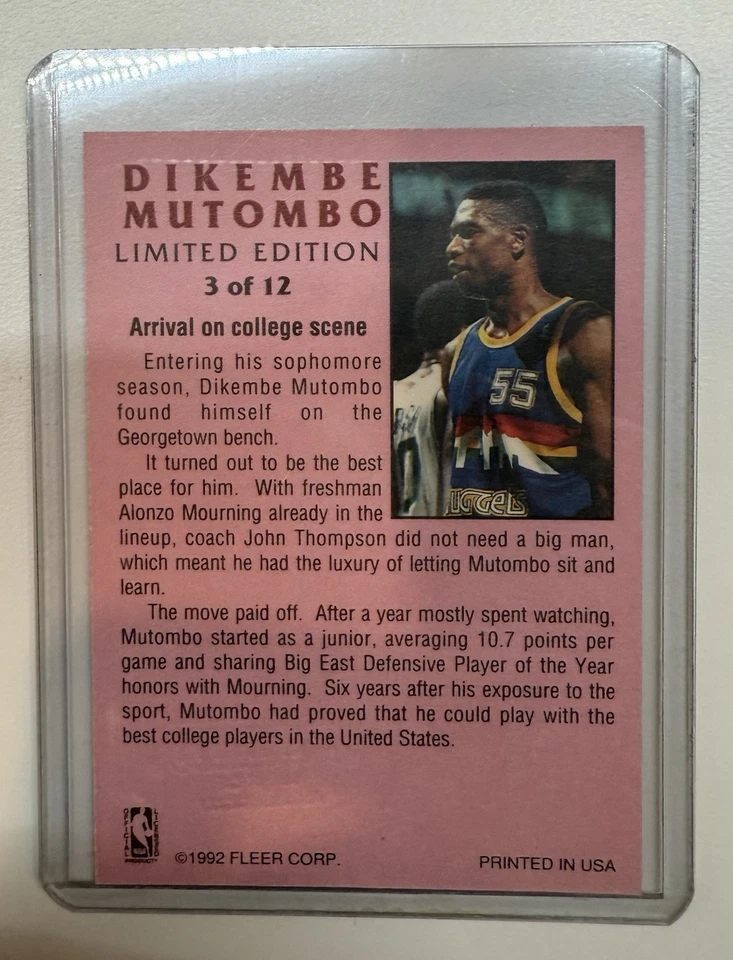 DIKEMBE
MUTOMBO
LIMITED EDITION
3 of 12
Arrival on college scene
Entering his sophomore
season, Dikembe Mutombo
found himself on the
Georgetown bench.
It turned out to be the best
place for him. With freshman
Alonzo Mourning already in the
lineup, coach John Thompson did not need a big man,
which meant he had the luxury of letting Mutombo sit and
learn.
The move paid off. After a year mostly spent watching,
Mutombo started as a junior, averaging 10.7 points per
game and sharing Big East Defensive Player of the Year
honors with Mourning. Six years after his exposure to the
sport, Mutombo had proved that he could play with the
best college players in the United States.
55
NUGGETS
OFFICIAL LICENSED
PRODUCT
©1992 FLEER CORP.
PRINTED IN USA